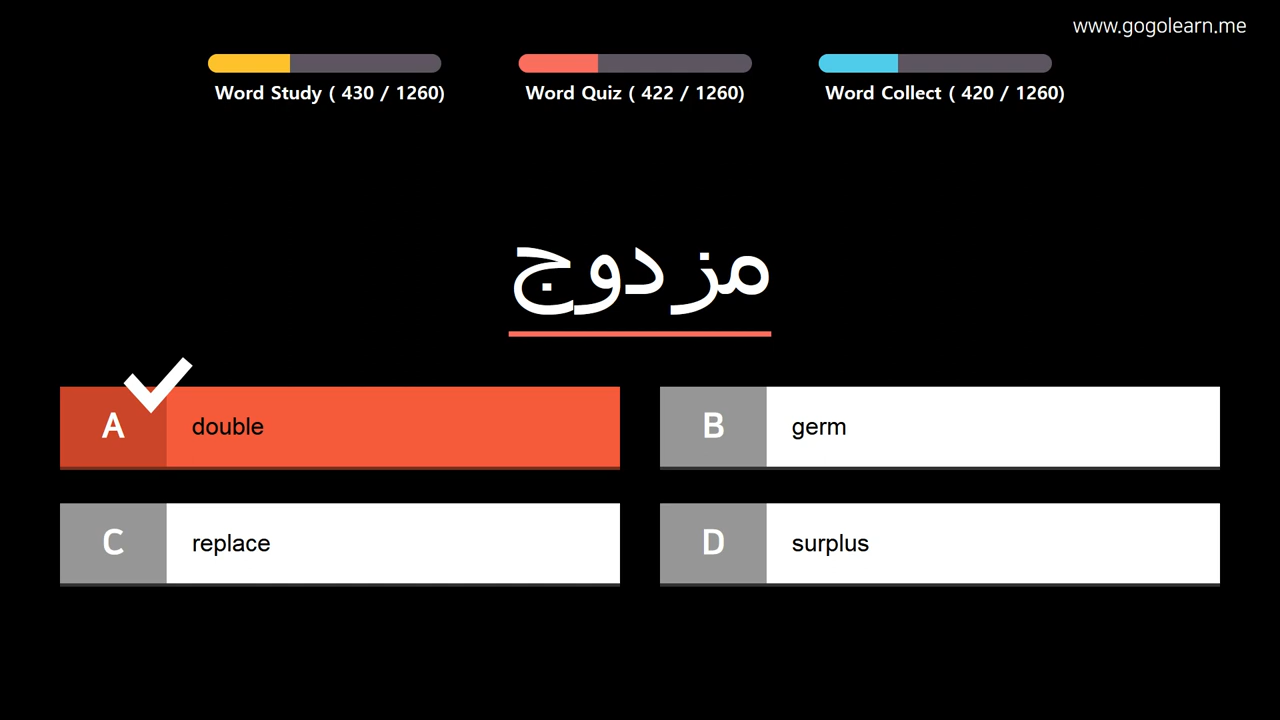 www.gogolearn.me
Word Study ( 430 / 1260)
Word Quiz ( 422 / 1260)
Word Collect ( 420 / 1260)
مزدوج
A double
B germ
C replace
D surplus